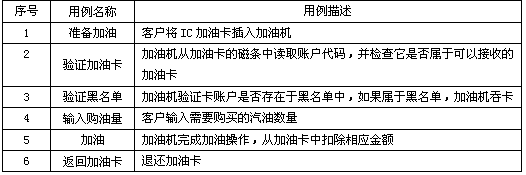 序号 用例名称 用例描述
1 准备加油 客户将IC加油卡插入加油机
2 验证加油卡 加油机从加油卡的磁条中读取账户代码，并检查它是否属于可以接收的
加油卡
3 验证黑名单 加油机验证卡账户是否存在于黑名单中，如果属于黑名单，加油机吞卡
4 输入购油量 客户输入需要购买的汽油数量
5 加油 加油机完成加油操作，从加油卡中扣除相应金额
6 返回加油卡 退还加油卡